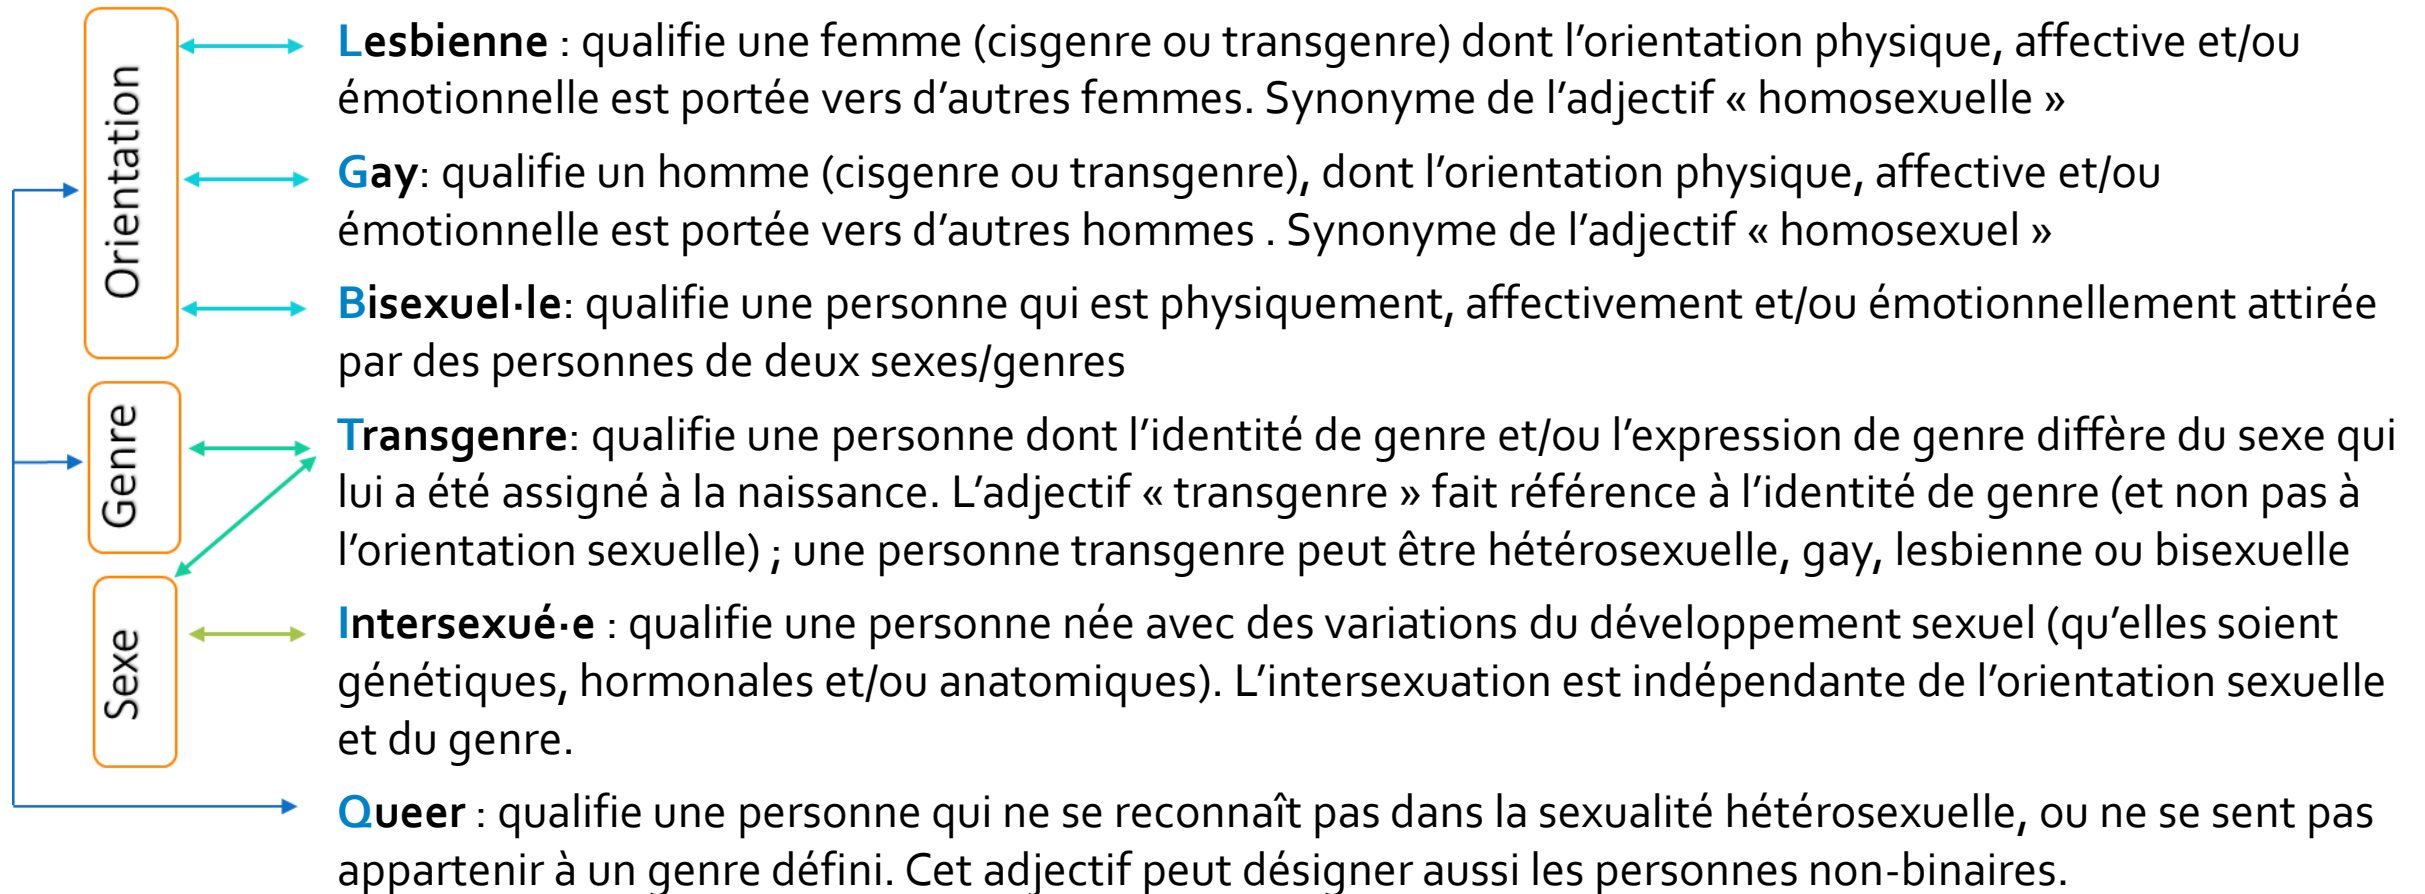 Orientation
Lesbienne : qualifie une femme (cisgenre ou transgenre) dont l'orientation physique, affective et/ou
émotionnelle est portée vers d'autres femmes. Synonyme de l'adjectif « homosexuelle »
Gay: qualifie un homme (cisgenre ou transgenre), dont l'orientation physique, affective et/ou
émotionnelle est portée vers d'autres hommes . Synonyme de l'adjectif « homosexuel »
Bisexuel·le: qualifie une personne qui est physiquement, affectivement et/ou émotionnellement attirée
par des personnes de deux sexes/genres
Genre
Transgenre: qualifie une personne dont l'identité de genre et/ou l'expression de genre diffère du sexe qui
lui a été assigné à la naissance. L'adjectif « transgenre » fait référence à l'identité de genre (et non pas à
l'orientation sexuelle) ; une personne transgenre peut être hétérosexuelle, gay, lesbienne ou bisexuelle
Sexe
Intersexué·e : qualifie une personne née avec des variations du développement sexuel (qu'elles soient
génétiques, hormonales et/ou anatomiques). L'intersexuation est indépendante de l'orientation sexuelle
et du genre.
Queer : qualifie une personne qui ne se reconnaît pas dans la sexualité hétérosexuelle, ou ne se sent pas
appartenir à un genre défini. Cet adjectif peut désigner aussi les personnes non-binaires.